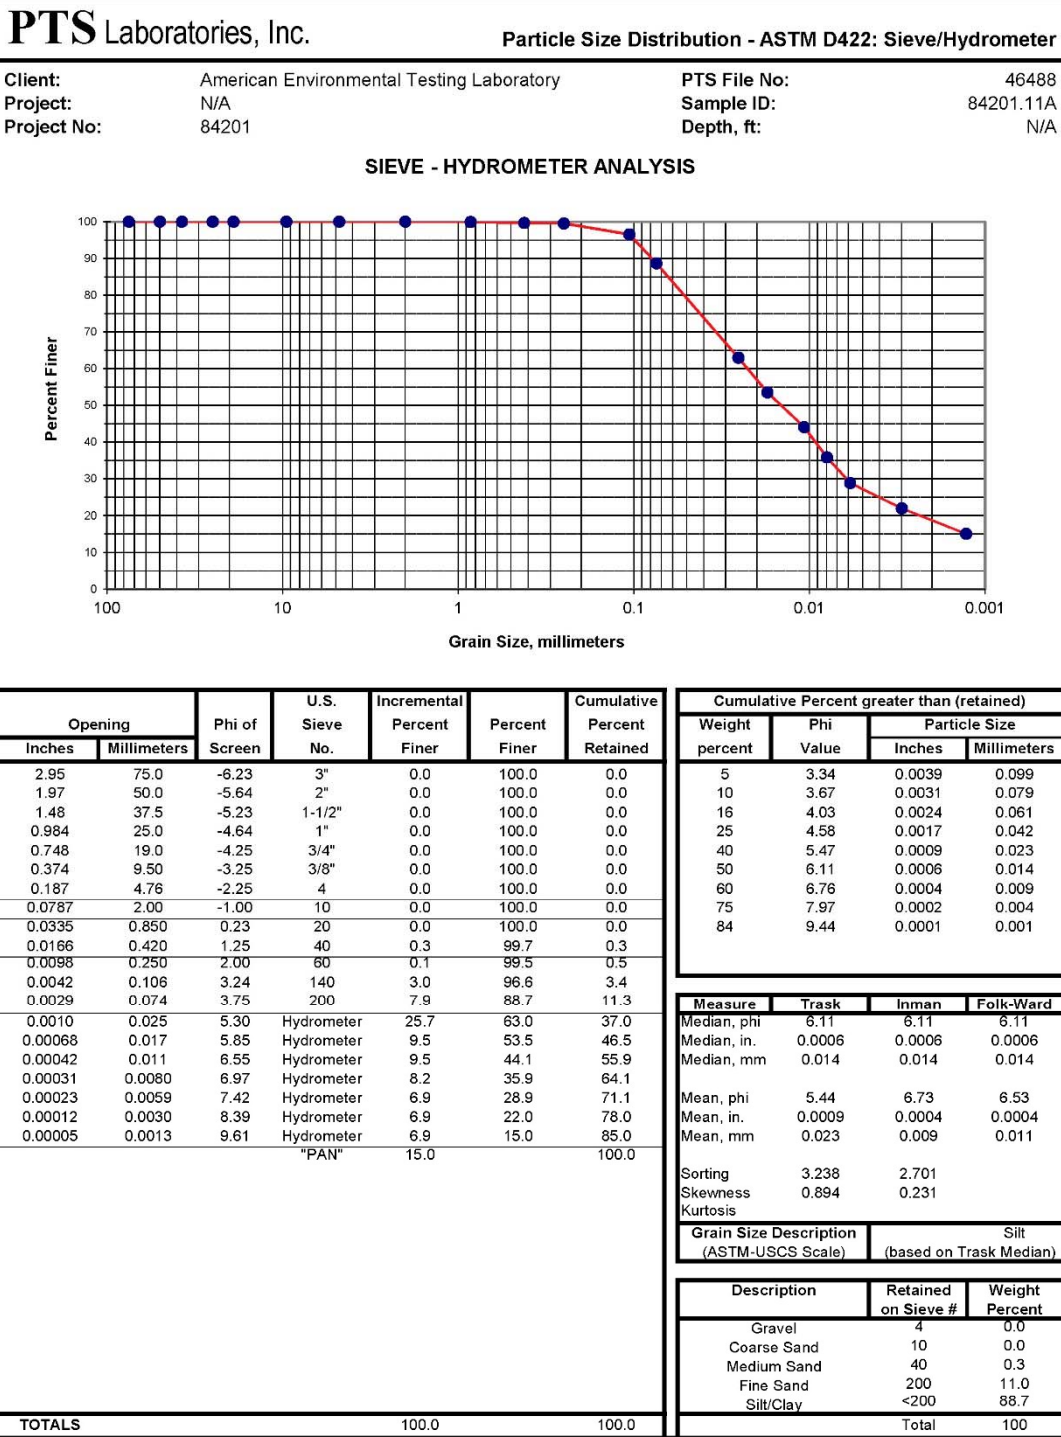 PTS Laboratories, Inc.
Particle Size Distribution - ASTM D422: Sieve/Hydrometer
Client: American Environmental Testing Laboratory PTS File No: 46488
Project: N/A Sample ID: 84201.11A
Project No: 84201 Depth, ft: N/A
SIEVE - HYDROMETER ANALYSIS
100
90
80
70
60
50
40
30
20
10
0
Percent Finer
100 10 1 0.1 0.01 0.001
Grain Size, millimeters
U.S. Incremental Cumulative
Opening Phi of Sieve Percent Percent Percent
Inches Millimeters Screen No. Finer Finer Retained
2.95 75.0 -6.23 3" 0.0 100.0 0.0
1.97 50.0 -5.64 2" 0.0 100.0 0.0
1.48 37.5 -5.23 1-1/2" 0.0 100.0 0.0
0.984 25.0 -4.64 1" 0.0 100.0 0.0
0.748 19.0 -4.25 3/4" 0.0 100.0 0.0
0.374 9.50 -3.25 3/8" 0.0 100.0 0.0
0.187 4.76 -2.25 4 0.0 100.0 0.0
0.0787 2.00 -1.00 10 0.0 100.0 0.0
0.0335 0.850 0.23 20 0.0 100.0 0.0
0.0166 0.420 1.25 40 0.3 99.7 0.3
0.0098 0.250 2.00 60 0.1 99.5 0.5
0.0042 0.106 3.24 140 3.0 96.6 3.4
0.0029 0.074 3.75 200 7.9 88.7 11.3
0.0010 0.025 5.30 Hydrometer 25.7 63.0 37.0
0.00068 0.017 5.85 Hydrometer 9.5 53.5 46.5
0.00042 0.011 6.55 Hydrometer 9.5 44.1 55.9
0.00031 0.0080 6.97 Hydrometer 8.2 35.9 64.1
0.00023 0.0059 7.42 Hydrometer 6.9 28.9 71.1
0.00012 0.0030 8.39 Hydrometer 6.9 22.0 78.0
0.00005 0.0013 9.61 Hydrometer 6.9 15.0 85.0
"PAN" 15.0 100.0
TOTALS 100.0 100.0
Cumulative Percent greater than (retained)
Weight Phi Particle Size
percent Value Inches Millimeters
5 3.34 0.0039 0.099
10 3.67 0.0031 0.079
16 4.03 0.0024 0.061
25 4.58 0.0017 0.042
40 5.47 0.0009 0.023
50 6.11 0.0006 0.014
60 6.76 0.0004 0.009
75 7.97 0.0002 0.004
84 9.44 0.0001 0.001
Measure Trask Inman Folk-Ward
Median, phi 6.11 6.11 6.11
Median, in. 0.0006 0.0006 0.0006
Median, mm 0.014 0.014 0.014
Mean, phi 5.44 6.73 6.53
Mean, in. 0.0009 0.0004 0.0004
Mean, mm 0.023 0.009 0.011
Sorting 3.238 2.701
Skewness 0.894 0.231
Kurtosis
Grain Size Description Silt
(ASTM-USCS Scale) (based on Trask Median)
Description Retained Weight
on Sieve # Percent
Gravel 4 0.0
Coarse Sand 10 0.0
Medium Sand 40 0.3
Fine Sand 200 11.0
Silt/Clay <200 88.7
Total 100